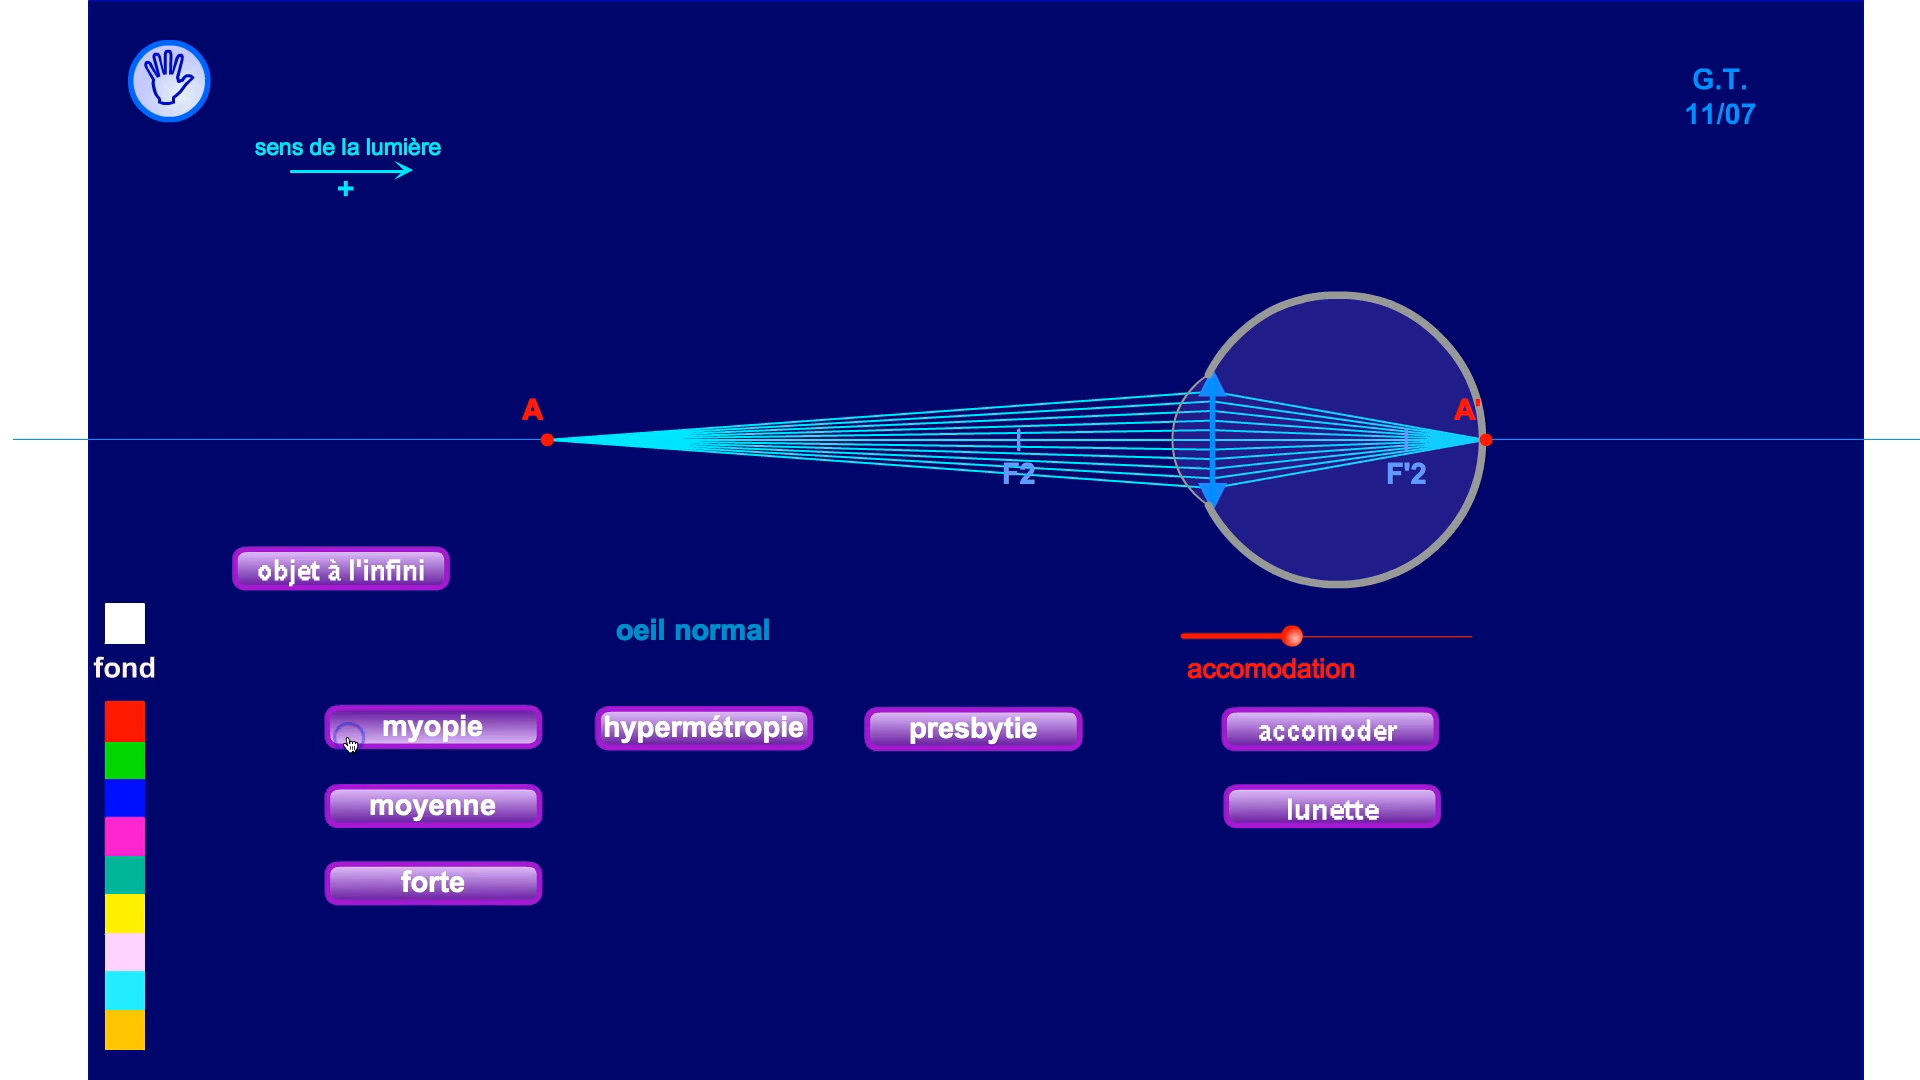 G.T.
11/07
sens de la lumière
+
A
A'
F2
F'2
objet à l'infini
oeil normal
fond
accomodation
myopie
hypermétropie
presbytie
accomoder
moyenne
lunette
forte